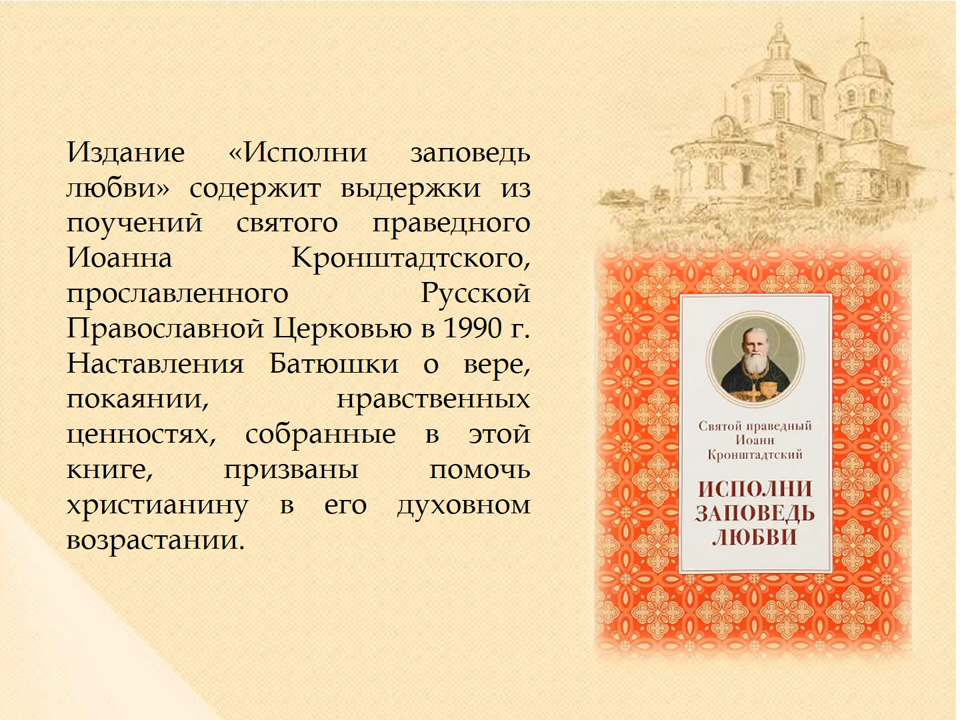 Издание «Исполни заповедь
любви» содержит выдержки из
поучений святого праведного
Иоанна Кронштадтского,
прославленного Русской
Православной Церковью в 1990 г.
Наставления Батюшки о вере,
покаянии, нравственных
ценностях, собранные в этой
книге, призваны помочь
христианину в его духовном
возрастании.
Святой праведный
Иоанн
Кронштадтский
ИСПОЛНИ
ЗАПОВЕДЬ
ЛЮБВИ